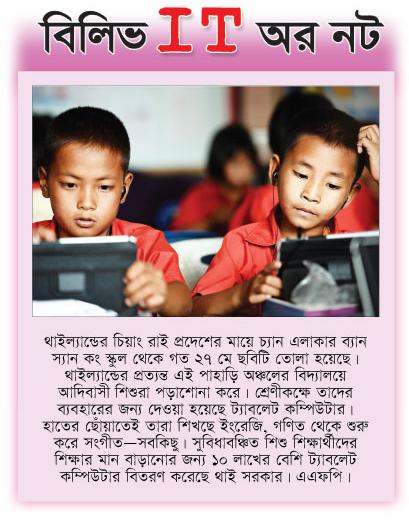 বিলিভ IT অর নট
থাইল্যান্ডের চিয়াং রাই প্রদেশের মায়ে চ্যান এলাকার ব্যান
স্যান কং স্কুল থেকে গত ২৭ মে ছবিটি তোলা হয়েছে।
থাইল্যান্ডের প্রত্যন্ত এই পাহাড়ি অঞ্চলের বিদ্যালয়ে
আদিবাসী শিশুরা পড়াশোনা করে। শ্রেণীকক্ষে তাদের
ব্যবহারের জন্য দেওয়া হয়েছে ট্যাবলেট কম্পিউটার।
হাতের ছোঁয়াতেই তারা শিখছে ইংরেজি, গণিত থেকে শুরু
করে সংগীত—সবকিছু। সুবিধাবঞ্চিত শিশু শিক্ষার্থীদের
শিক্ষার মান বাড়ানোর জন্য ১০ লাখের বেশি ট্যাবলেট
কম্পিউটার বিতরণ করেছে থাই সরকার। এএফপি।